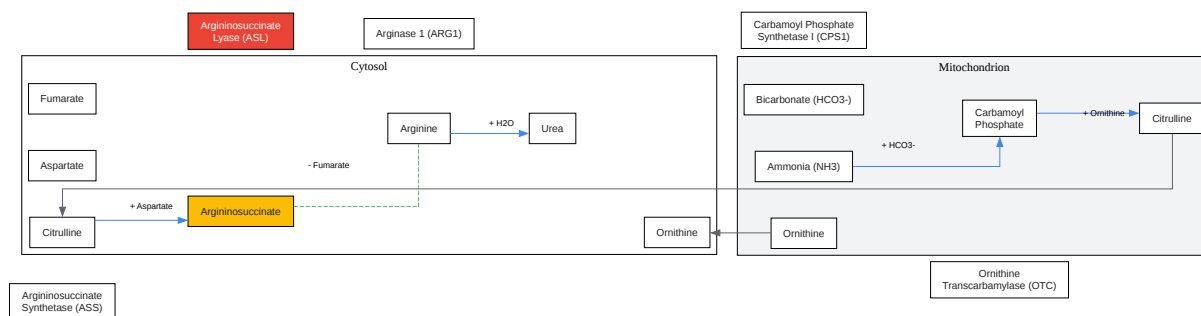 Argininosuccinate
Lyase (ASL)
Arginase 1 (ARG1)
Carbamoyl Phosphate
Synthetase I (CPS1)
Cytosol
Fumarate
Arginine
+ H2O
Urea
- Fumarate
Aspartate
+ Aspartate
Argininosuccinate
Citrulline
Ornithine
Mitochondrion
Bicarbonate (HCO3-)
Carbamoyl
Phosphate
+ Ornithine
Citrulline
+ HCO3-
Ammonia (NH3)
Ornithine
Ornithine
Transcarbamylase (OTC)
Argininosuccinate
Synthetase (ASS)